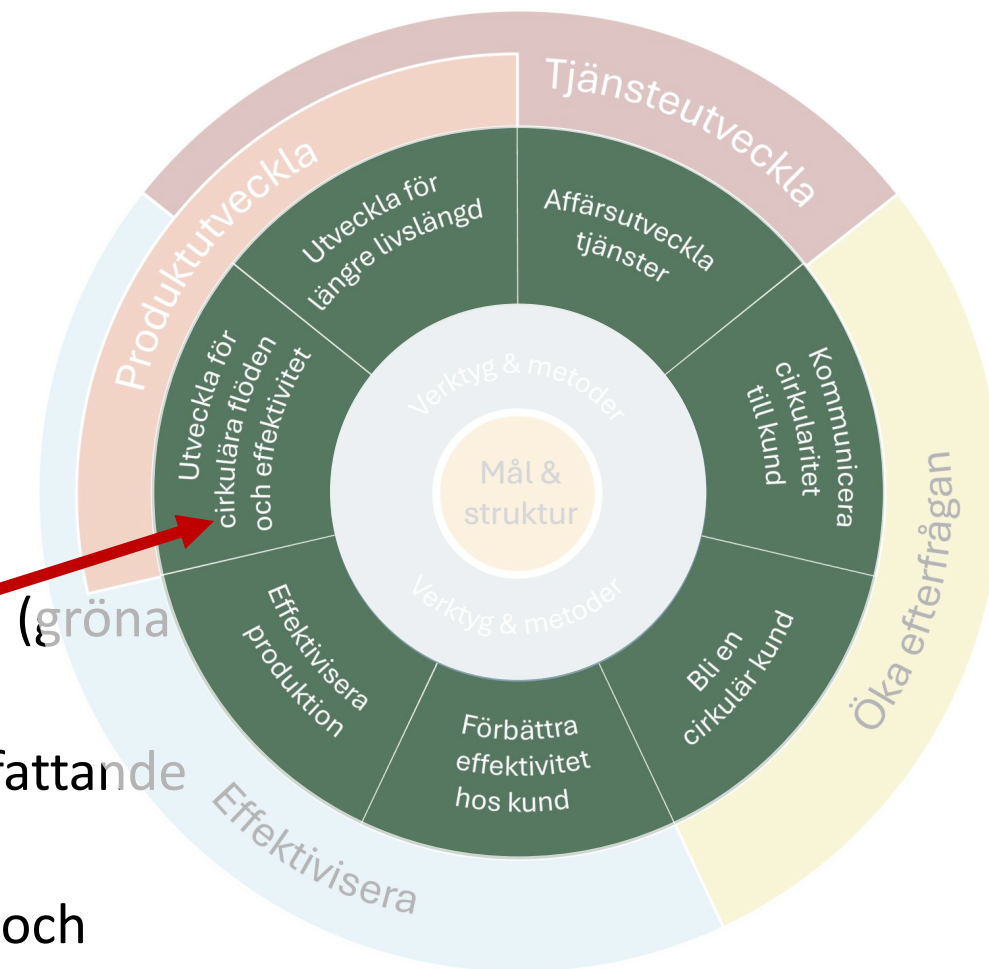 Tjänsteutveckla
Produktutveckla
Utveckla för
längre livslängd
Affärsutveckla
tjänster
Utveckla för
cirkulära flöden
och effektivitet
Kommunicera
cirkularitet
till kund
Verktyg & metoder
Mål &
struktur
Verktyg & metoder
Öka efterfrågan
(gröna
Effektivisera
produktion
Bli en
cirkulär kund
Förbättra
effektivitet
hos kund
fattande
Effektivisera
och